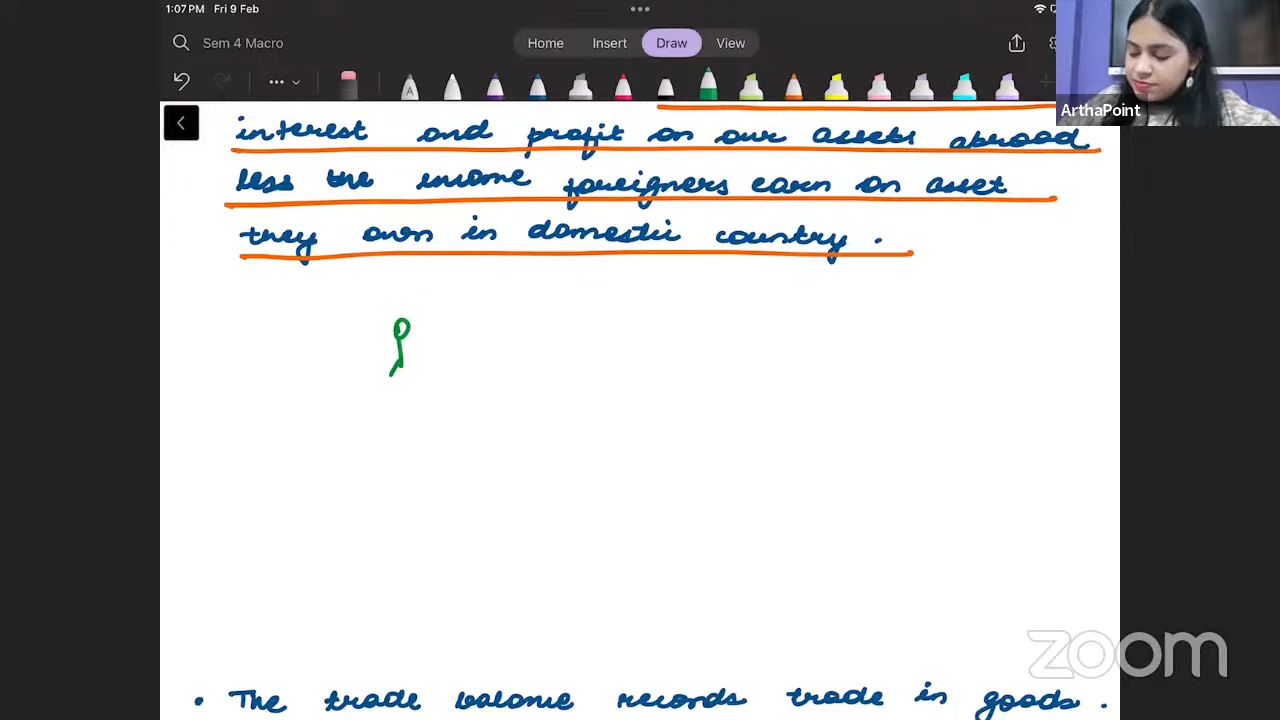 1:07 PM Fri 9 Feb
Sem 4 Macro
Home Insert Draw View
ArthaPoint
interest and profit on our assets abroad
less the income foreigners earn on asset
they own in domestic country.
zoom
• The trade balance records trade in goods.